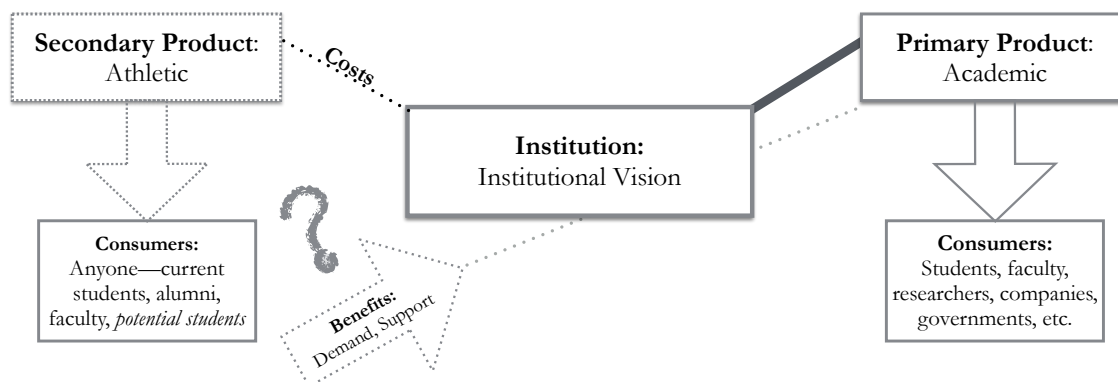 Secondary Product:
Athletic
Costs
Primary Product:
Academic
Institution:
Institutional Vision
Consumers:
Anyone—current
students, alumni,
faculty, potential students
?
Benefits:
Demand, Support
Consumers:
Students, faculty,
researchers, companies,
governments, etc.